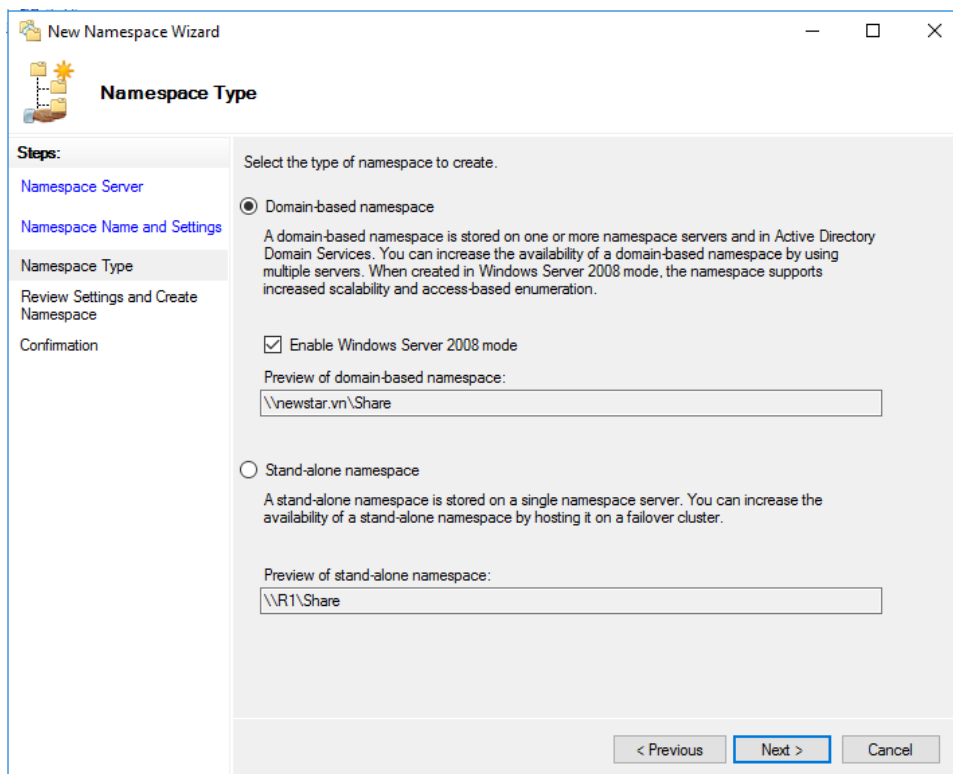 New Namespace Wizard
Namespace Type
Steps:
Namespace Server
Namespace Name and Settings
Namespace Type
Review Settings and Create
Namespace
Confirmation
Select the type of namespace to create.
Domain-based namespace
A domain-based namespace is stored on one or more namespace servers and in Active Directory
Domain Services. You can increase the availability of a domain-based namespace by using
multiple servers. When created in Windows Server 2008 mode, the namespace supports
increased scalability and access-based enumeration.
Enable Windows Server 2008 mode
Preview of domain-based namespace:
\\newstar.vn\Share
Stand-alone namespace
A stand-alone namespace is stored on a single namespace server. You can increase the
availability of a stand-alone namespace by hosting it on a failover cluster.
Preview of stand-alone namespace:
\\R1\Share
< Previous
Next >
Cancel